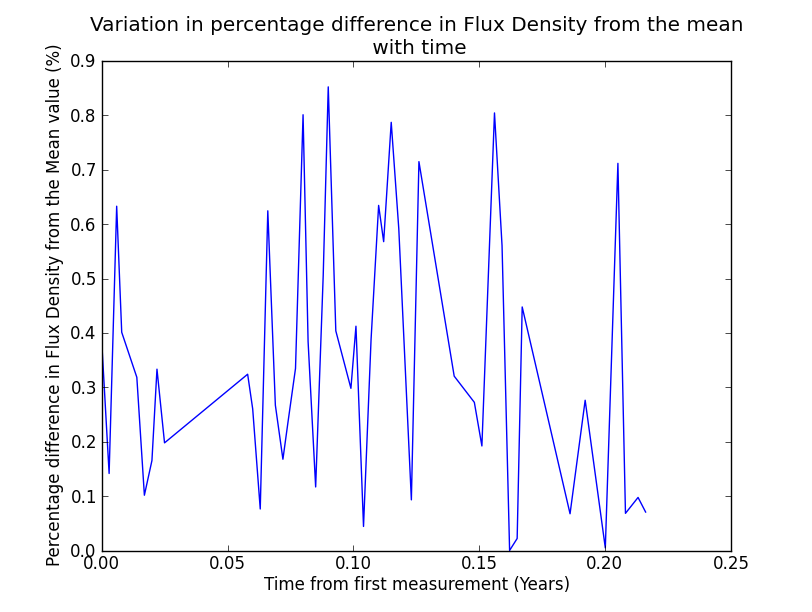 Variation in percentage difference in Flux Density from the mean
with time
Percentage difference in Flux Density from the Mean value (%)
0.9
0.8
0.7
0.6
0.5
0.4
0.3
0.2
0.1
0.0
0.00 0.05 0.10 0.15 0.20 0.25
Time from first measurement (Years)